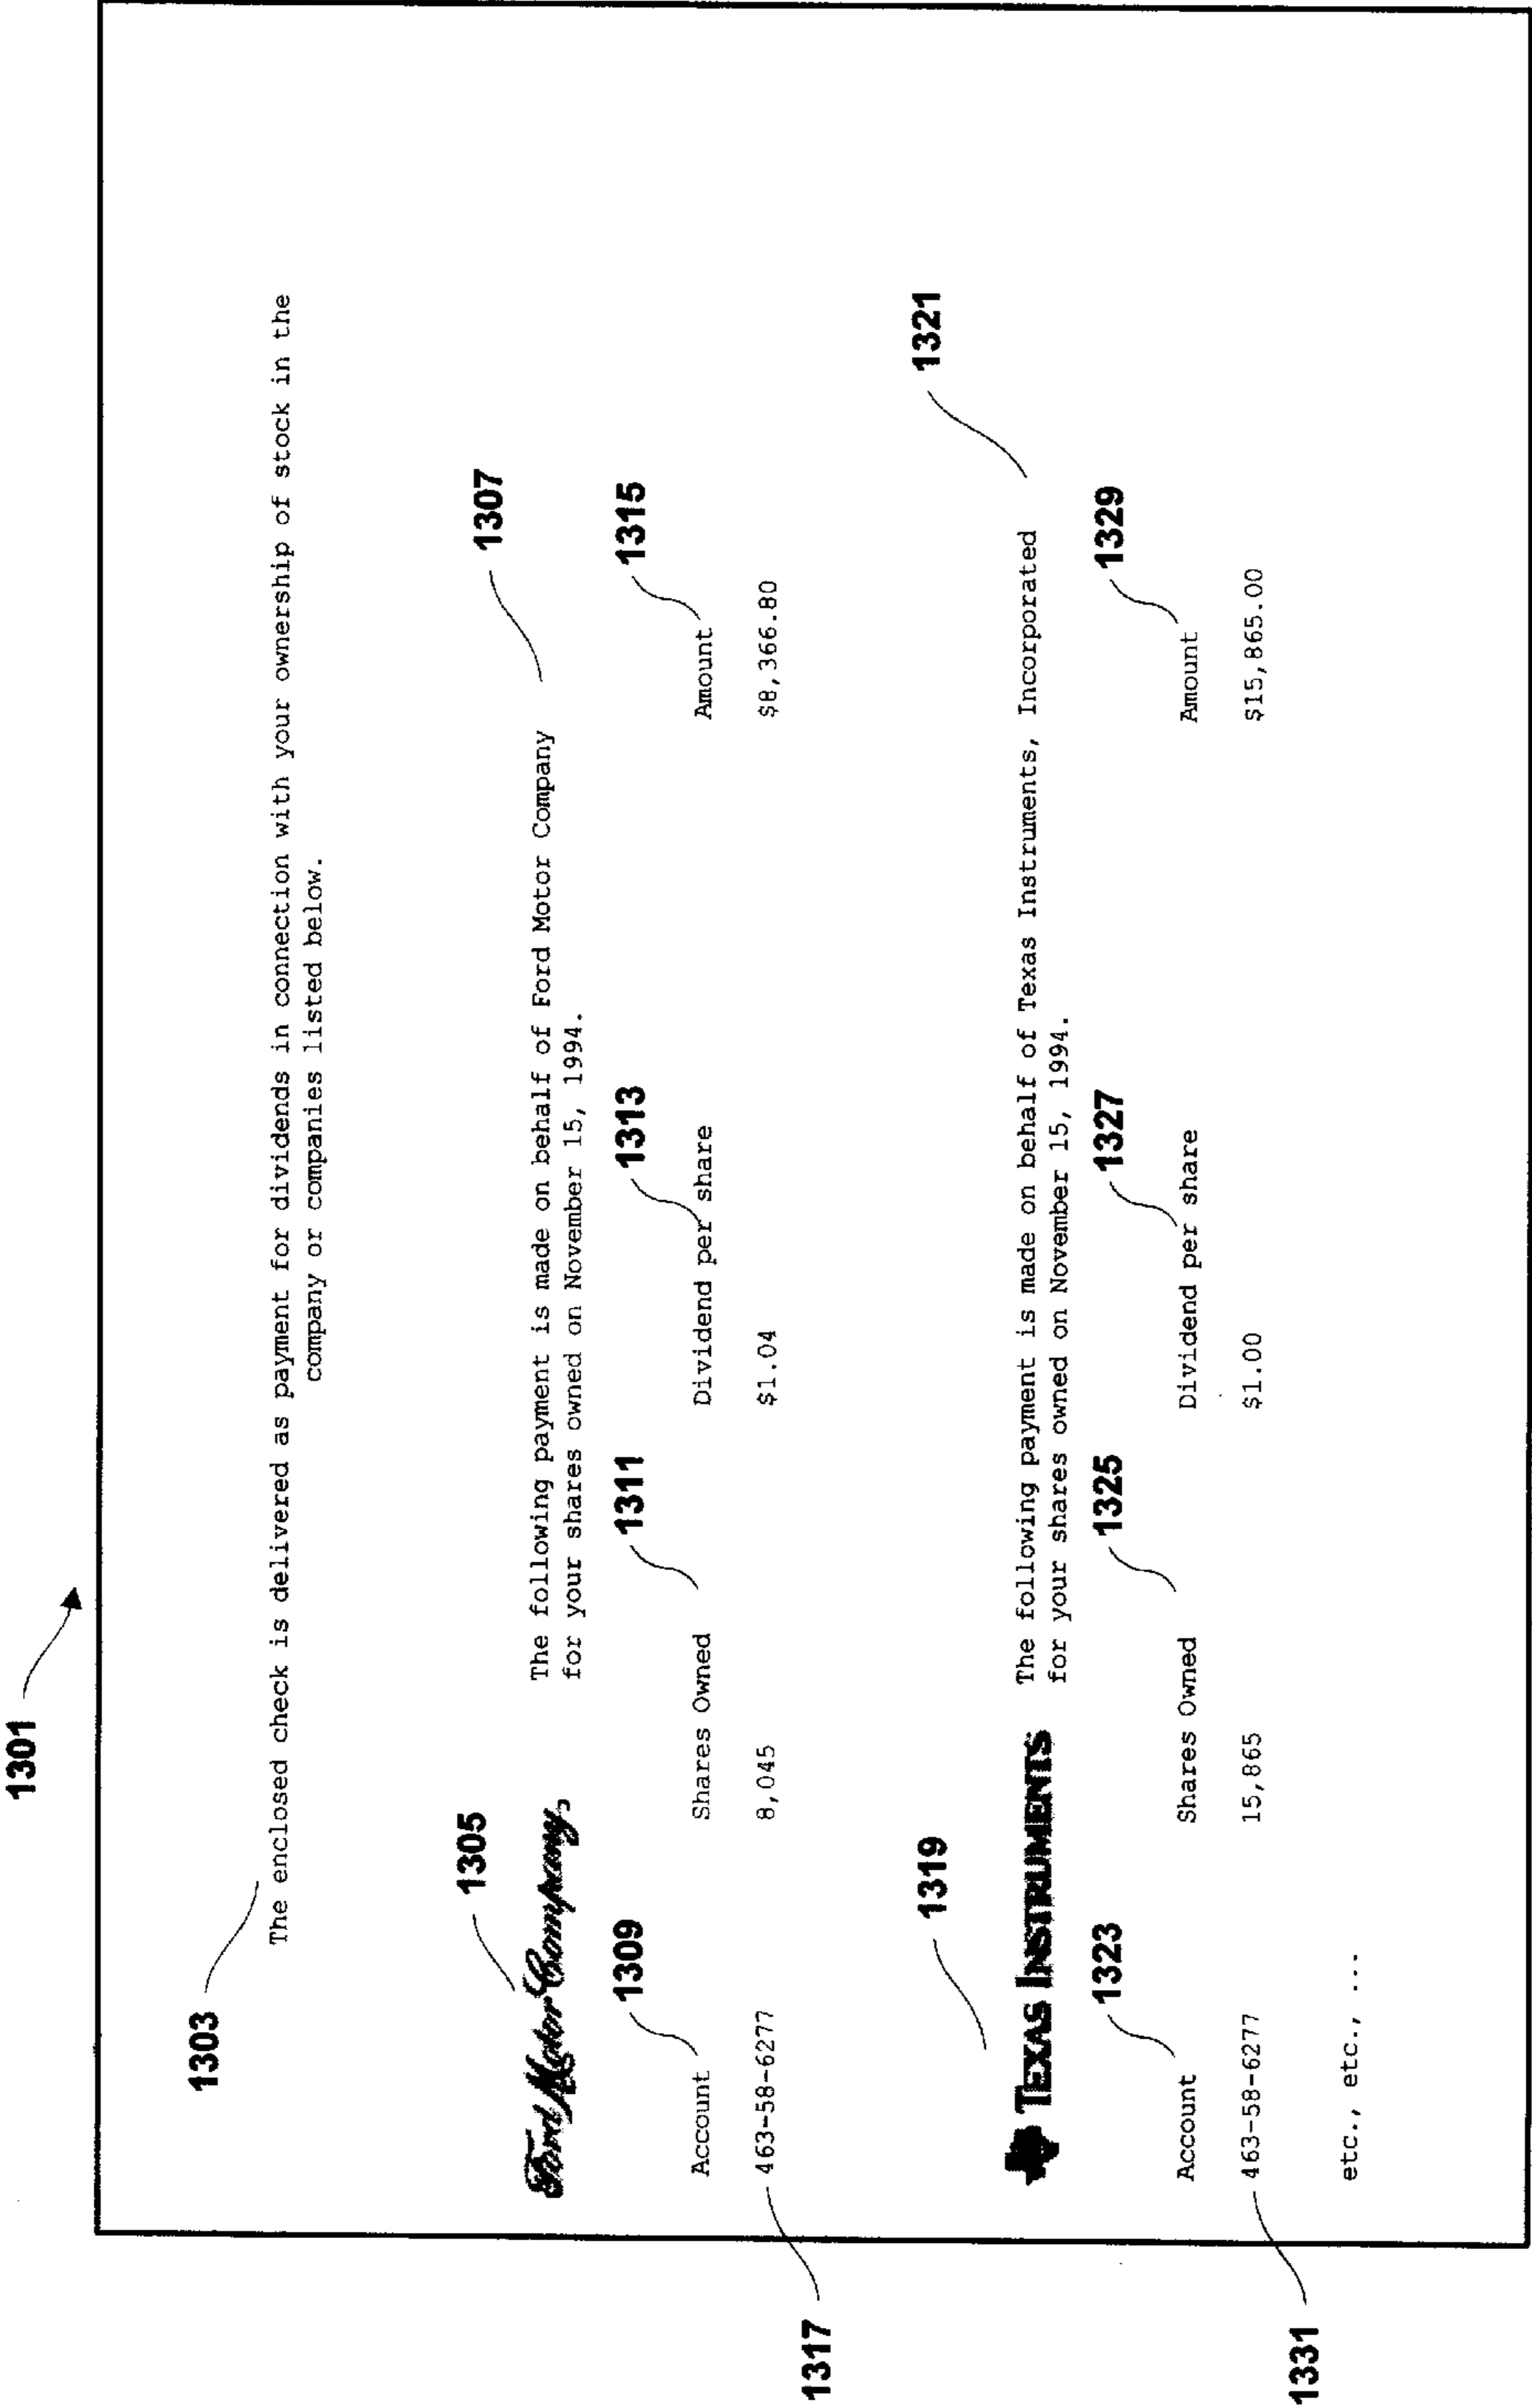 1301
1303
The enclosed check is delivered as payment for dividends in connection with your ownership of stock in the
company or companies listed below.
1305
1307
Ford Motor Company,
The following payment is made on behalf of Ford Motor Company
for your shares owned on November 15, 1994.
1309 1311 1313 1315
Account Shares Owned Dividend per share Amount
463-58-6277 8,045 $1.04 $8,366.80
1317
1319
1321
TEXAS INSTRUMENTS
The following payment is made on behalf of Texas Instruments, Incorporated
for your shares owned on November 15, 1994.
1323 1325 1327 1329
Account Shares Owned Dividend per share Amount
463-58-6277 15,865 $1.00 $15,865.00
1331
etc., etc., ...